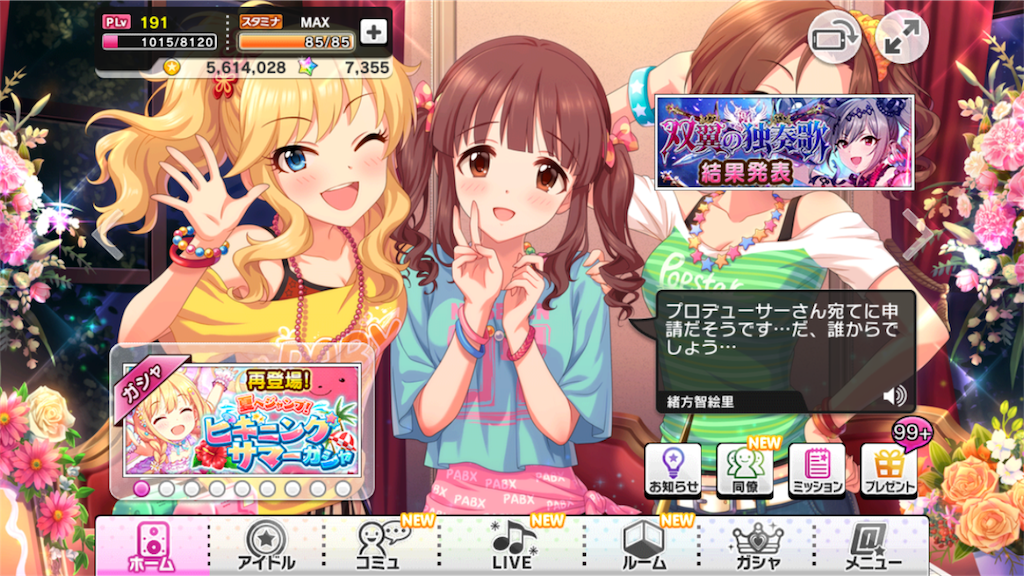 PLv 191
1015/8120
スタミナ MAX
85/85
5,614,028
7,355
双翼の独奏歌
結果発表
Popstar
プロデューサーさん宛てに申
請だそうです…だ、誰からで
しょう…
緒方智絵里
ガシャ
再登場!
夏へジャンプ!
ビギニング
サマーガシャ
PABX
PABX
PABX
PABX
お知らせ
NEW
同僚
ミッション
99+
プレゼント
ホーム
アイドル
NEW
コミュ
NEW
LIVE
NEW
ルーム
ガシャ
メニュー